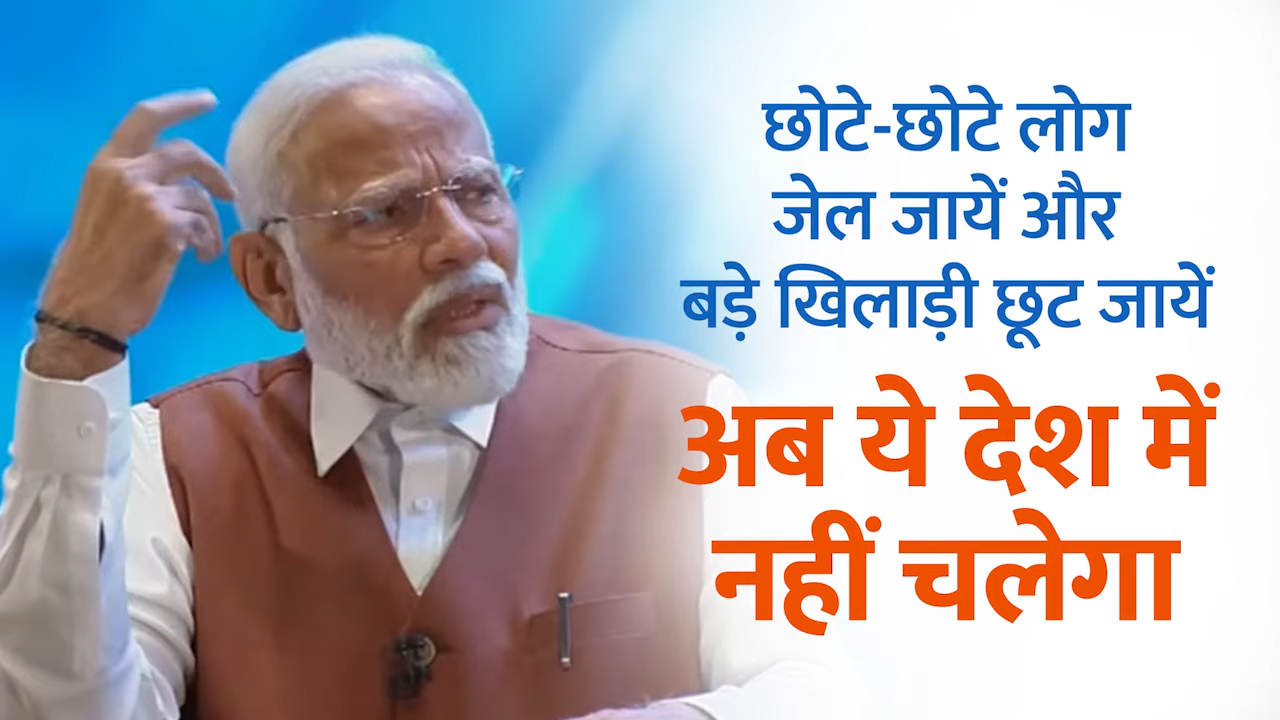 छोटे-छोटे लोग
जेल जायें और
बड़े खिलाड़ी छूट जायें
अब ये देश में
नहीं चलेगा